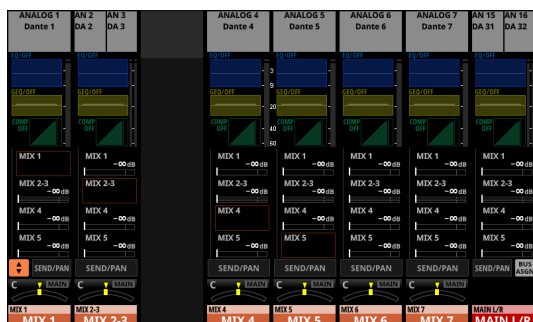 ANALOG 1
Dante 1
AN 2 AN 3
DA 2 DA 3
ANALOG 4
Dante 4
ANALOG 5
Dante 5
ANALOG 6
Dante 6
ANALOG 7
Dante 7
AN 15 AN 16
DA 31 DA 32
EQ/OFF EQ/OFF EQ/OFF EQ/OFF EQ/OFF EQ/OFF EQ/OFF
3
9
GEQ/OFF GEQ/OFF GEQ/OFF GEQ/OFF GEQ/OFF GEQ/OFF
20
COMP COMP COMP COMP COMP COMP COMP
OFF OFF OFF OFF OFF OFF OFF
40
60
MIX 1 MIX 1 MIX 1 MIX 1 MIX 1 MIX 1 MIX 1
-∞dB -∞dB -∞dB -∞dB -∞dB -∞dB
MIX 2-3 MIX 2-3 MIX 2-3 MIX 2-3 MIX 2-3 MIX 2-3 MIX 2-3
-∞dB -∞dB -∞dB -∞dB -∞dB -∞dB
MIX 4 MIX 4 MIX 4 MIX 4 MIX 4 MIX 4 MIX 4
-∞dB -∞dB -∞dB -∞dB -∞dB -∞dB
MIX 5 MIX 5 MIX 5 MIX 5 MIX 5 MIX 5 MIX 5
-∞dB -∞dB -∞dB -∞dB -∞dB -∞dB
SEND/PAN SEND/PAN SEND/PAN SEND/PAN SEND/PAN SEND/PAN SEND/PAN BUS
ASGN
C MAIN C MAIN C MAIN C MAIN C MAIN C MAIN C
MIX 1 MIX 2-3 MIX 4 MIX 5 MIX 6 MIX 7 MAIN L/R
MIX 1 MIX 2-3 MIX 4 MIX 5 MIX 6 MIX 7 MAIN L/R